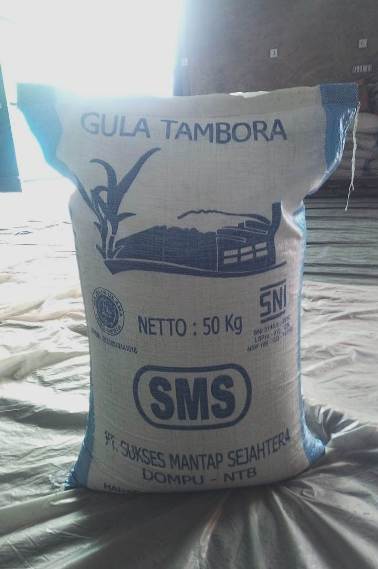 GULA TAMBORA
SNI
NETTO : 50 Kg
SMS
PT. SUKSES MANTAP SEJAHTERA
DOMPU - NTB